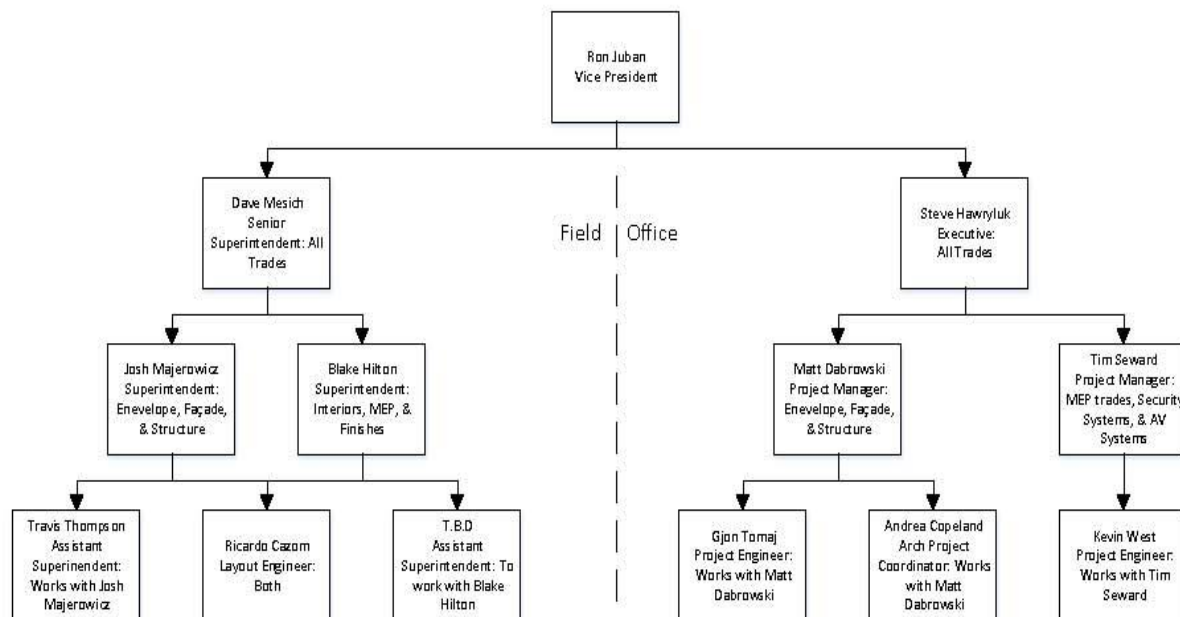 Ron Juban
Vice President
Dave Mesich
Senior
Superintendent: All
Trades
Field
Office
Steve Hawryluk
Executive:
All Trades
Josh Majerowicz
Superintendent:
Enevelope, Façade,
& Structure
Blake Hilton
Superintendent:
Interiors, MEP, &
Finishes
Matt Dabrowski
Project Manager:
Enevelope, Façade,
& Structure
Tim Seward
Project Manager:
MEP trades, Security
Systems, & AV
Systems
Travis Thompson
Assistant
Superinendent:
Works with Josh
Majerowicz
Ricardo Cazom
Layout Engineer:
Both
T.B.D
Assistant
Superintendent: To
work with Blake
Hilton
Gjon Tomaj
Project Engineer:
Works with Matt
Dabrowski
Andrea Copeland
Arch Project
Coordinator: Works
with Matt
Dabrowski
Kevin West
Project Engineer:
Works with Tim
Seward